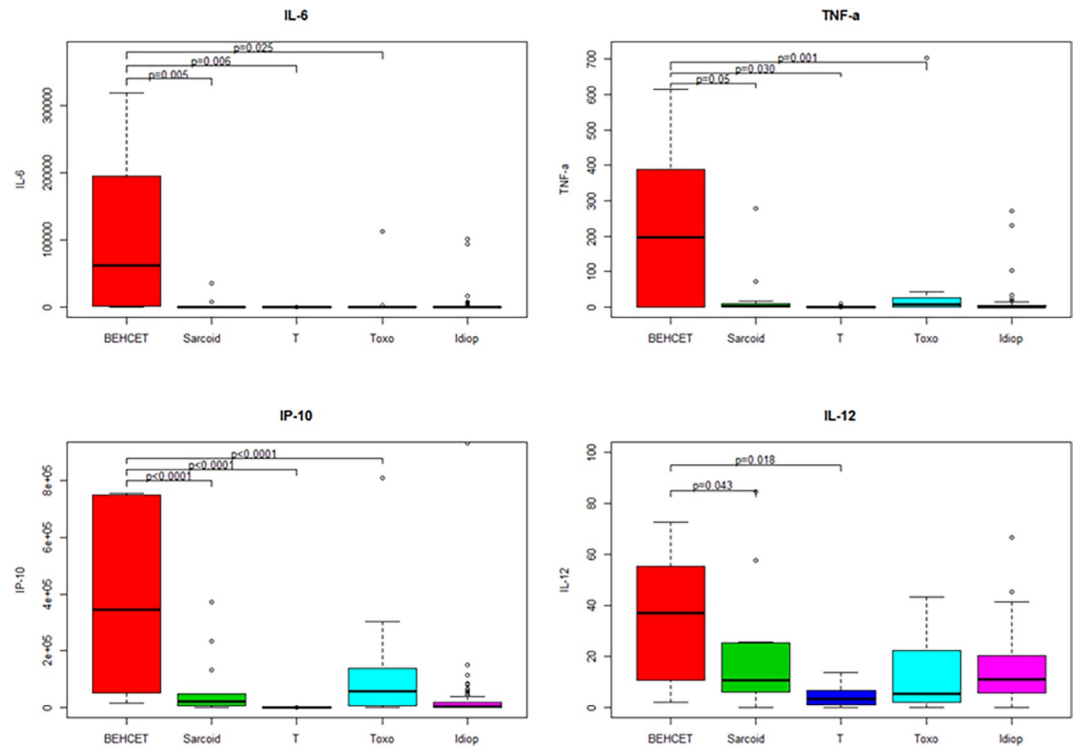 IL-6
p=0.025
p=0.006
p=0.005
IL-6
300000
200000
100000
0
BEHCET Sarcoid T Toxo Idiop
TNF-a
p=0.001
p=0.030
p=0.05
TNF-a
700
600
500
400
300
200
100
0
BEHCET Sarcoid T Toxo Idiop
IP-10
p<0.0001
p<0.0001
p<0.0001
IP-10
8e+05
6e+05
4e+05
2e+05
0
BEHCET Sarcoid T Toxo Idiop
IL-12
p=0.018
p=0.043
IL-12
100
80
60
40
20
0
BEHCET Sarcoid T Toxo Idiop